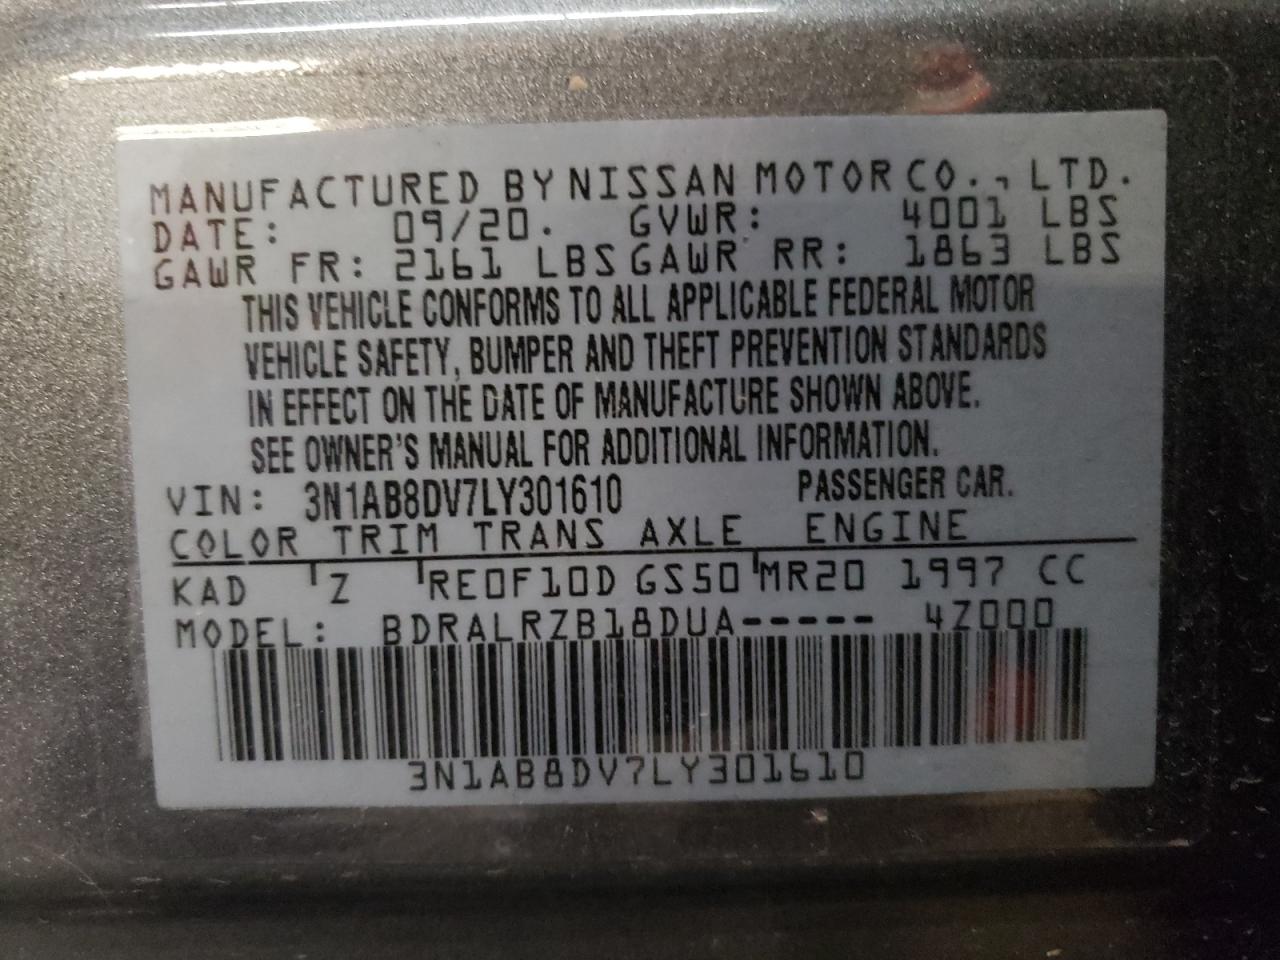 MANUFACTURED BY NISSAN MOTOR CO., LTD.
DATE: 09/20. GVWR: 4001 LBS
GAWR FR: 2161 LBS GAWR RR: 1863 LBS
THIS VEHICLE CONFORMS TO ALL APPLICABLE FEDERAL MOTOR
VEHICLE SAFETY, BUMPER AND THEFT PREVENTION STANDARDS
IN EFFECT ON THE DATE OF MANUFACTURE SHOWN ABOVE.
SEE OWNER'S MANUAL FOR ADDITIONAL INFORMATION.
VIN: 3N1AB8DV7LY301610 PASSENGER CAR.
COLOR TRIM TRANS AXLE ENGINE
KAD Z RE0F10D GS50 MR20 1997 CC
MODEL: BDRALRZB18DUA----- 4Z000
3N1AB8DV7LY301610